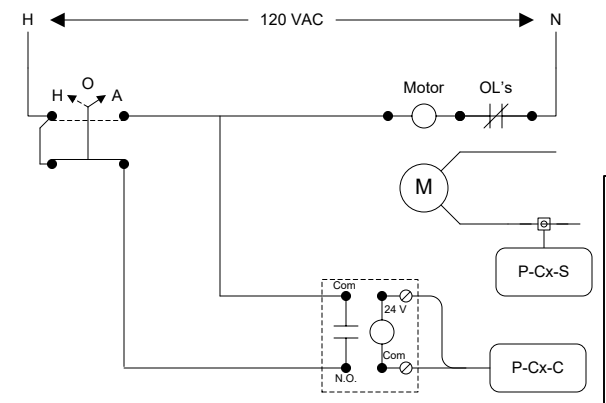 H 120 VAC N
O
H A
Motor OL's
M
P-Cx-S
Com
24 V
Com
N.O.
P-Cx-C